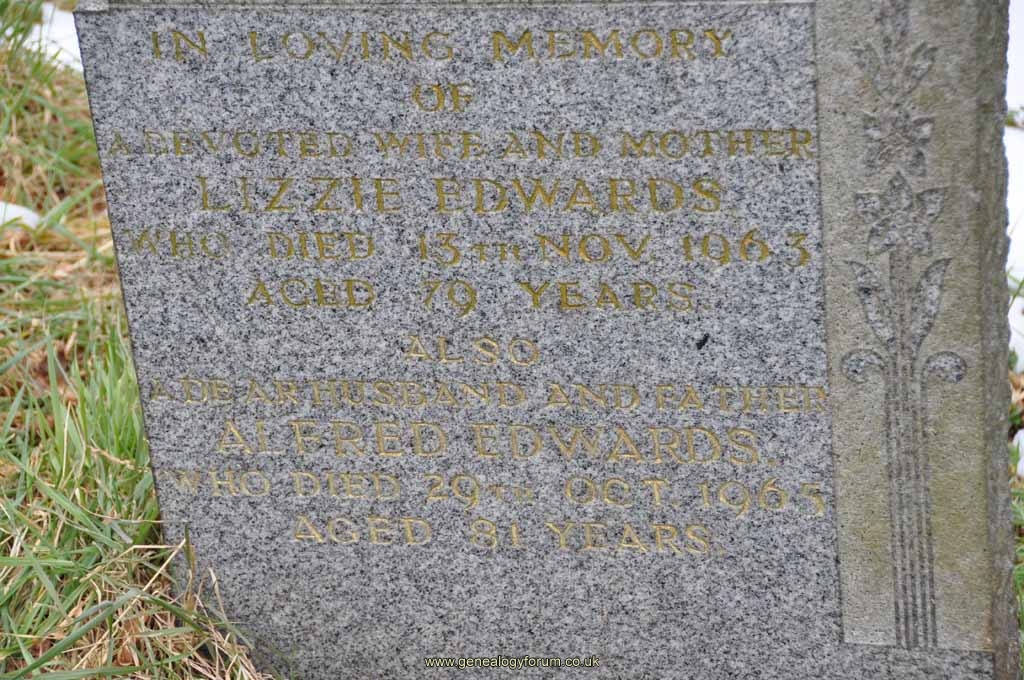 IN LOVING MEMORY
OF
A DEVOTED WIFE AND MOTHER
LIZZIE EDWARDS.
WHO DIED 13TH NOV. 1963
AGED 79 YEARS.
ALSO
A DEAR HUSBAND AND FATHER
ALFRED EDWARDS.
WHO DIED 29TH OCT. 1965
AGED 81 YEARS.
www.genealogyforum.co.uk